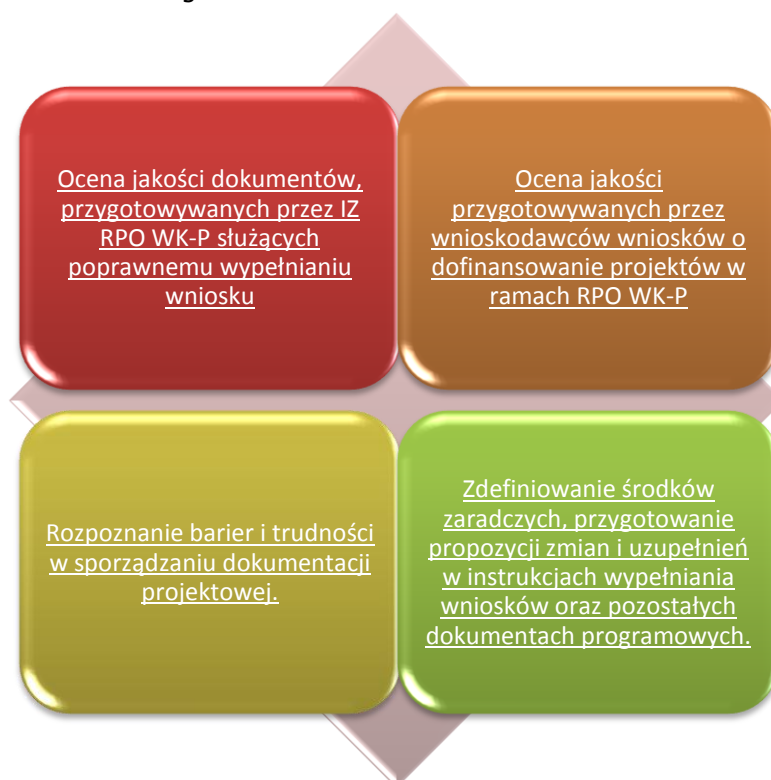 Ocena jakości dokumentów,
przygotowywanych przez IZ
RPO WK-P służących
poprawnemu wypełnianiu
wniosku
Ocena jakości
przygotowywanych przez
wnioskodawców wniosków o
dofinansowanie projektów w
ramach RPO WK-P
Rozpoznanie barier i trudności
w sporządzaniu dokumentacji
projektowej.
Zdefiniowanie środków
zaradczych, przygotowanie
propozycji zmian i uzupełnień
w instrukcjach wypełniania
wniosków oraz pozostałych
dokumentach programowych.